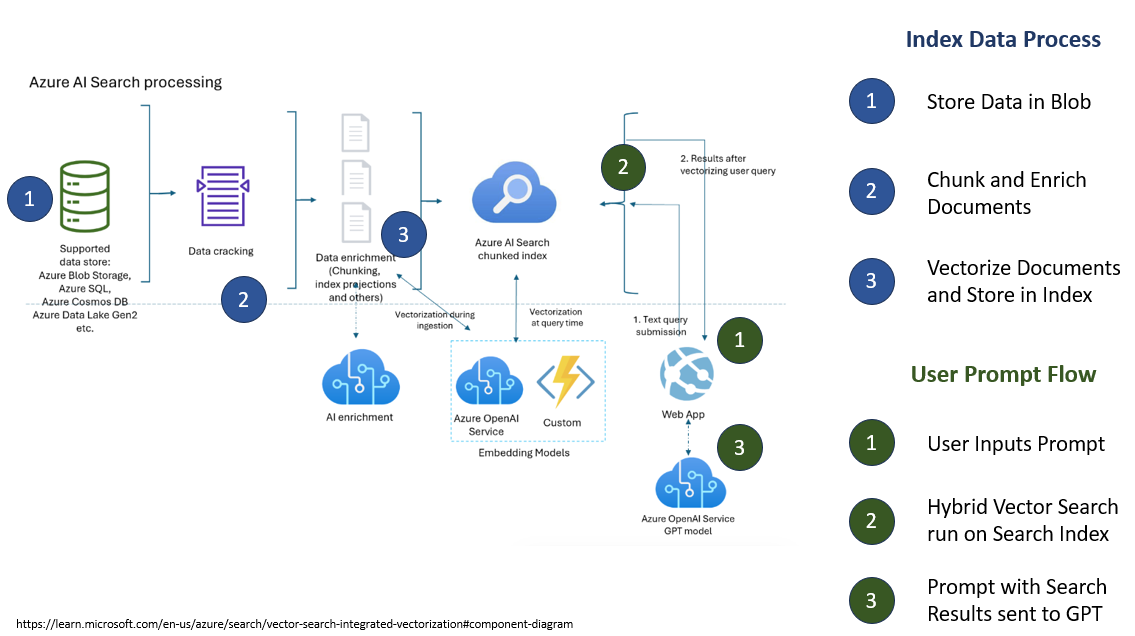 Index Data Process
Azure AI Search processing
1
Store Data in Blob
2
2. Results after
vectorizing user query
1
2
Chunk and Enrich
Documents
3
Azure AI Search
chunked index
Supported
data store:
Azure Blob Storage,
Azure SQL,
Azure Cosmos DB
Azure Data Lake Gen2
etc.
Data cracking
Data enrichment
(Chunking,
index projections
and others)
3
Vectorize Documents
and Store in Index
2
Vectorization during
ingestion
Vectorization
at query time
1. Text query
submission
1
User Prompt Flow
AI enrichment
Azure OpenAI
Service
Custom
Web App
Embedding Models
3
1
User Inputs Prompt
Azure OpenAI Service
GPT model
2
Hybrid Vector Search
run on Search Index
3
Prompt with Search
Results sent to GPT
https://learn.microsoft.com/en-us/azure/search/vector-search-integrated-vectorization#component-diagram